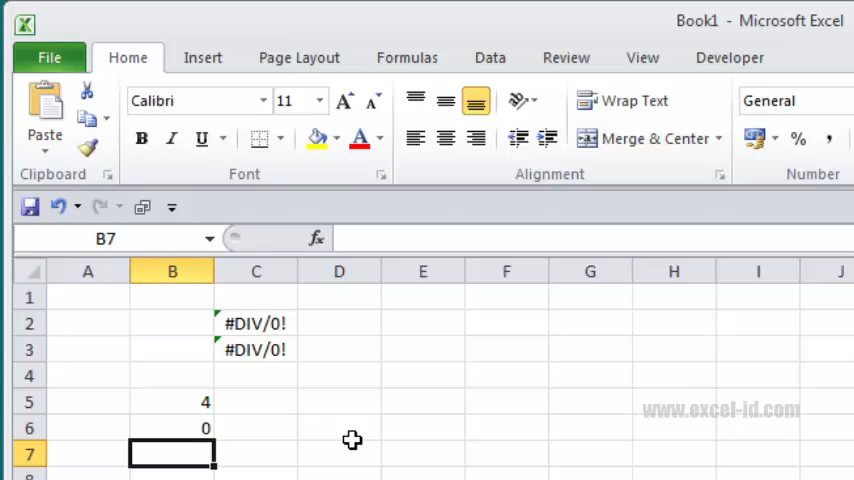 Book1 - Microsoft Excel
File Home Insert Page Layout Formulas Data Review View Developer
Calibri 11 Wrap Text General
Paste B I U A Merge & Center % ,
Clipboard Font Alignment Number
B7 fx
A B C D E F G H I J
1
2 #DIV/0!
3 #DIV/0!
4
5 4
www.excel-id.com
6 0
7
8